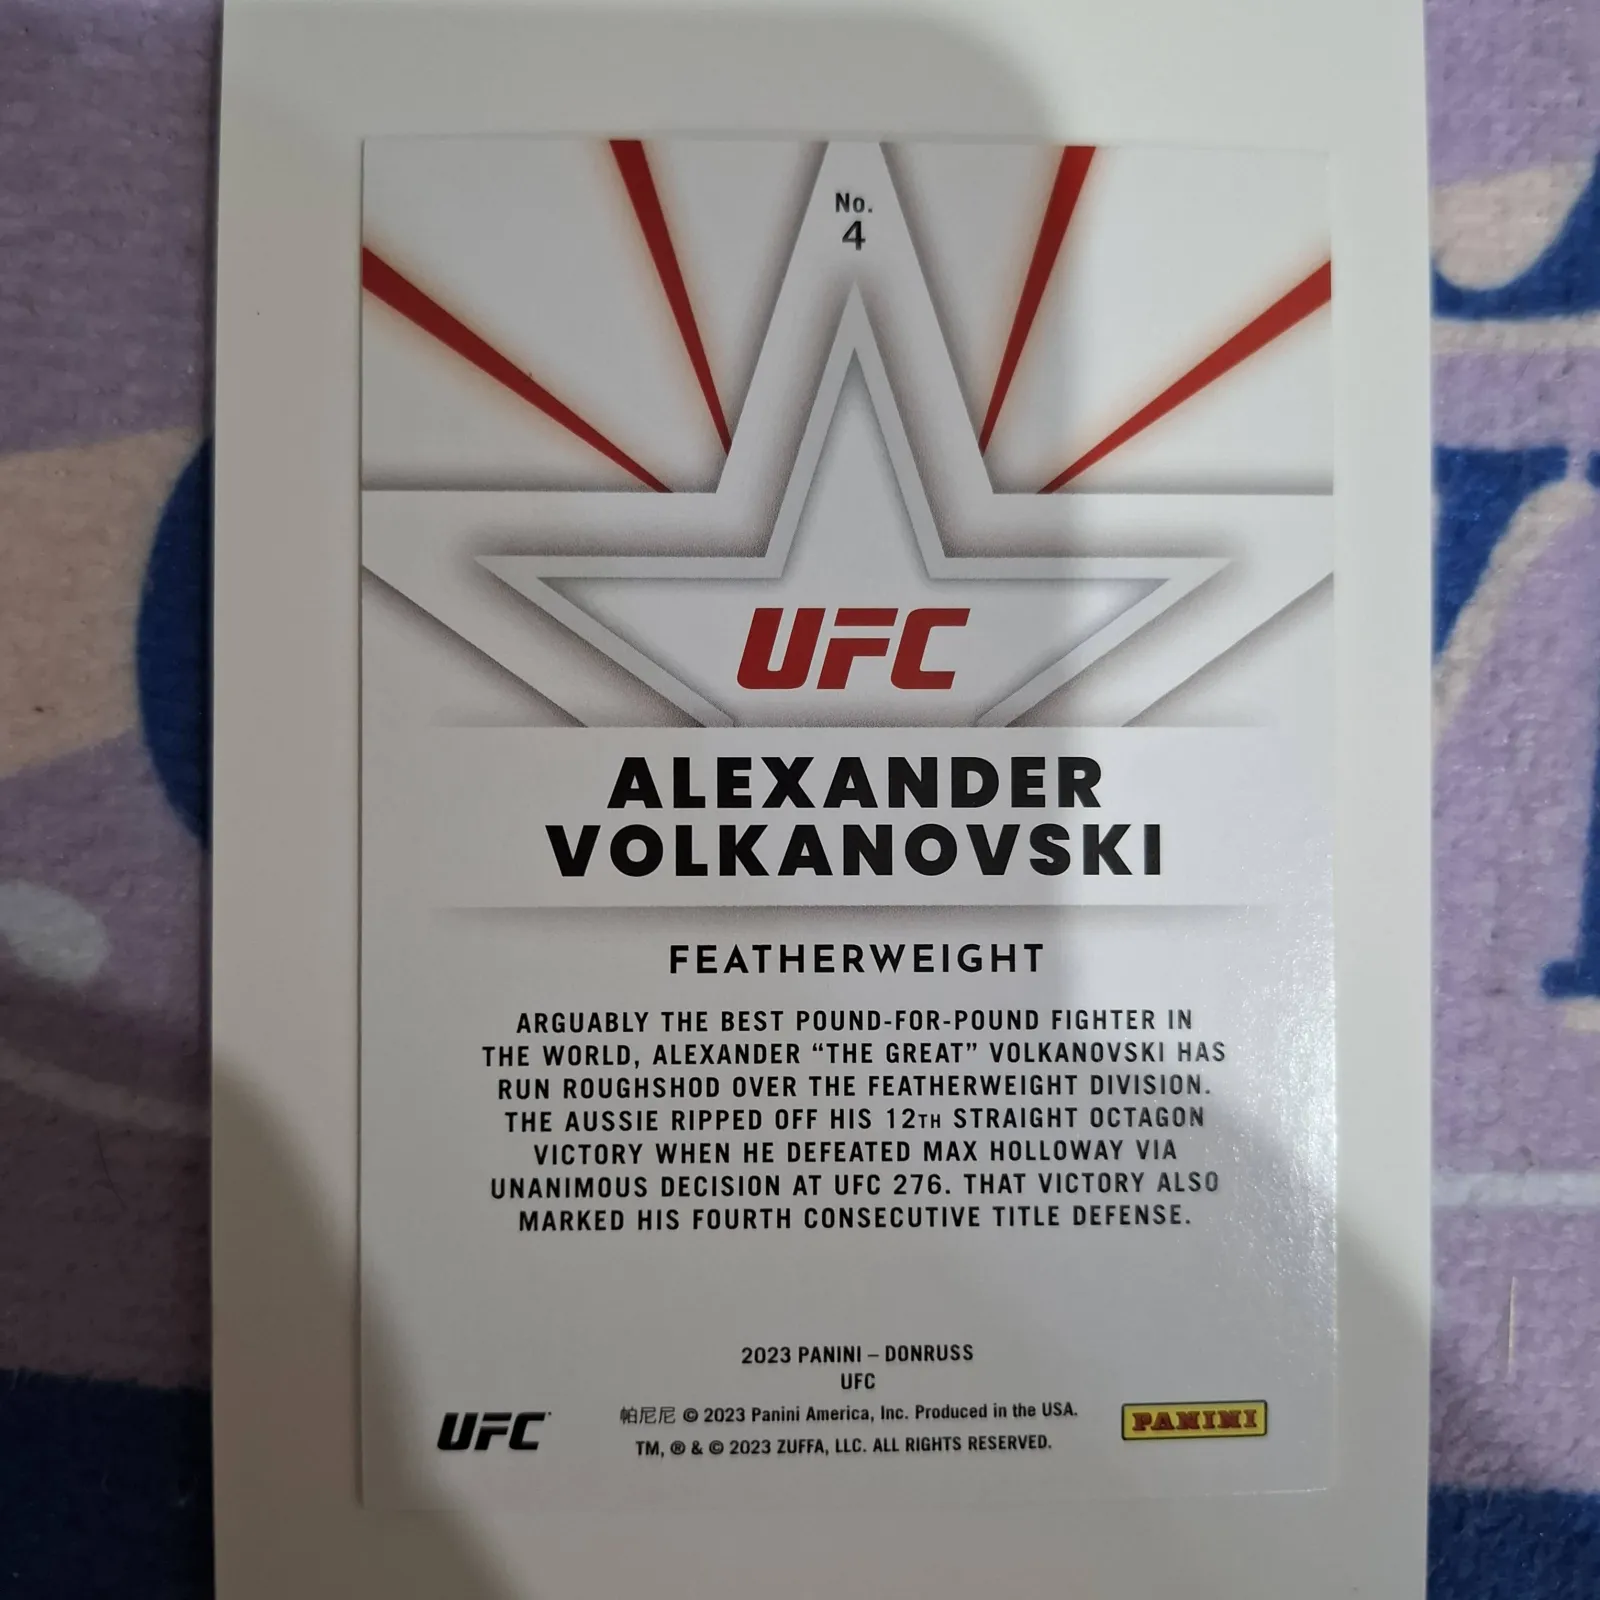 No.
4
UFC
ALEXANDER
VOLKANOVSKI
FEATHERWEIGHT
ARGUABLY THE BEST POUND-FOR-POUND FIGHTER IN
THE WORLD, ALEXANDER “THE GREAT” VOLKANOVSKI HAS
RUN ROUGHSHOD OVER THE FEATHERWEIGHT DIVISION.
THE AUSSIE RIPPED OFF HIS 12TH STRAIGHT OCTAGON
VICTORY WHEN HE DEFEATED MAX HOLLOWAY VIA
UNANIMOUS DECISION AT UFC 276. THAT VICTORY ALSO
MARKED HIS FOURTH CONSECUTIVE TITLE DEFENSE.
2023 PANINI – DONRUSS
UFC
帕尼尼 © 2023 Panini America, Inc. Produced in the USA.
TM, ® & © 2023 ZUFFA, LLC. ALL RIGHTS RESERVED.
UFC
PANINI